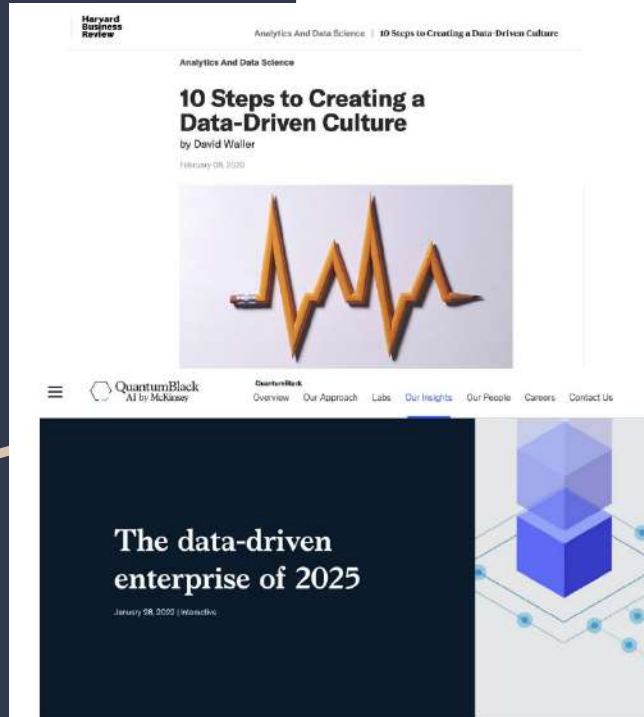 Harvard
Business
Review
Analytics And Data Science | 10 Steps to Creating a Data-Driven Culture
Analytics And Data Science
10 Steps to Creating a
Data-Driven Culture
by David Waller
February 06, 2020
QuantumBlack
AI by McKinsey
QuantumBlack
Overview Our Approach Labs Our Insights Our People Careers Contact Us
The data-driven
enterprise of 2025
January 28, 2022 | Interactive